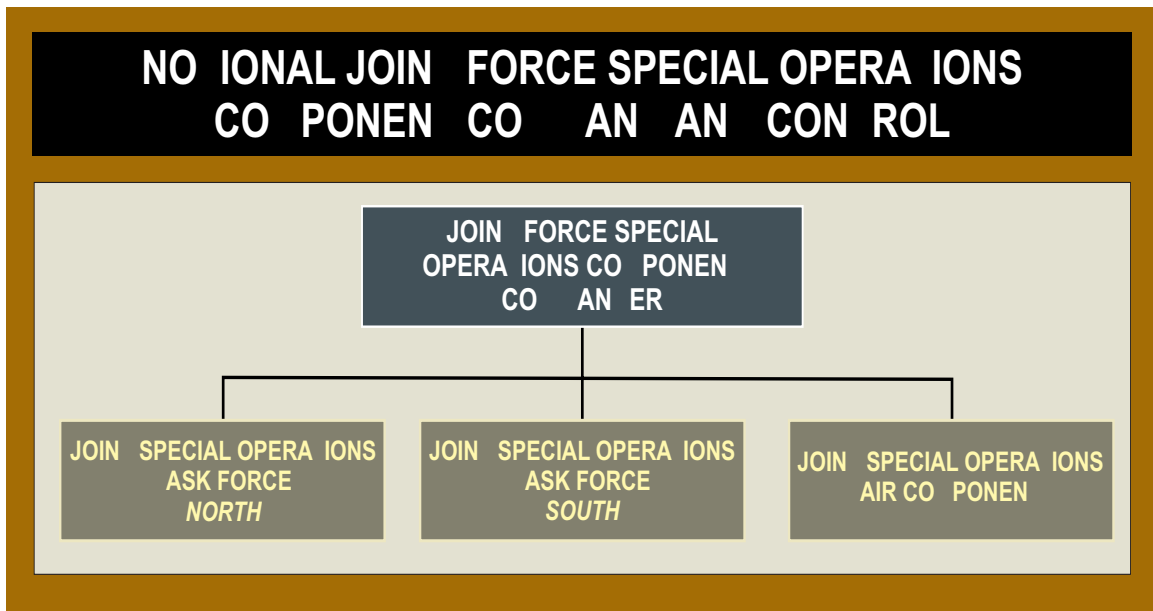 NO IONAL JOIN FORCE SPECIAL OPERA IONS
CO PONEN CO AN AN CON ROL
JOIN FORCE SPECIAL
OPERA IONS CO PONEN
CO AN ER
JOIN SPECIAL OPERA IONS
ASK FORCE
NORTH
JOIN SPECIAL OPERA IONS
ASK FORCE
SOUTH
JOIN SPECIAL OPERA IONS
AIR CO PONEN